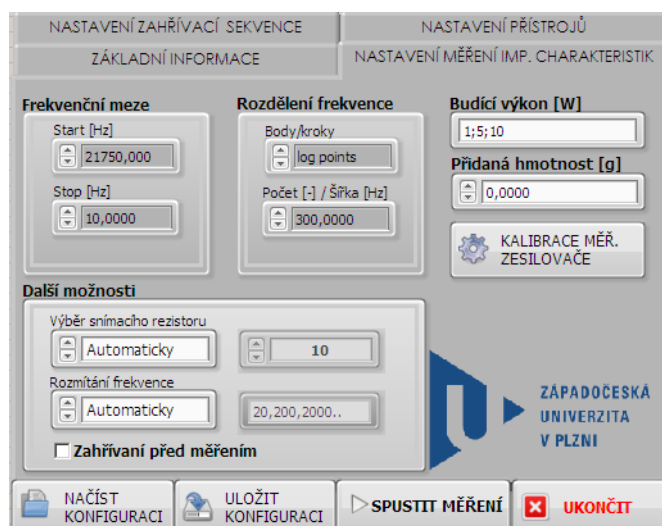 NASTAVENÍ ZAHŘÍVACÍ SEKVENCE
NASTAVENÍ PŘÍSTROJŮ
ZÁKLADNÍ INFORMACE
NASTAVENÍ MĚŘENÍ IMP. CHARAKTERISTIK
Frekvenční meze
Start [Hz]
21750,000
Stop [Hz]
10,0000
Rozdělení frekvence
Body/kroky
log points
Počet [-] / Šířka [Hz]
300,0000
Budící výkon [W]
1;5;10
Přidaná hmotnost [g]
0,0000
KALIBRACE MĚŘ.
ZESILOVAČE
Další možnosti
Výběr snímacího rezistoru
Automaticky
10
Rozmítání frekvence
Automaticky
20,200,2000..
Zahřívaní před měřením
ZÁPADOČESKÁ
UNIVERZITA
V PLZNI
NAČÍST
KONFIGURACI
ULOŽIT
KONFIGURACI
SPUSTIT MĚŘENÍ
UKONČIT